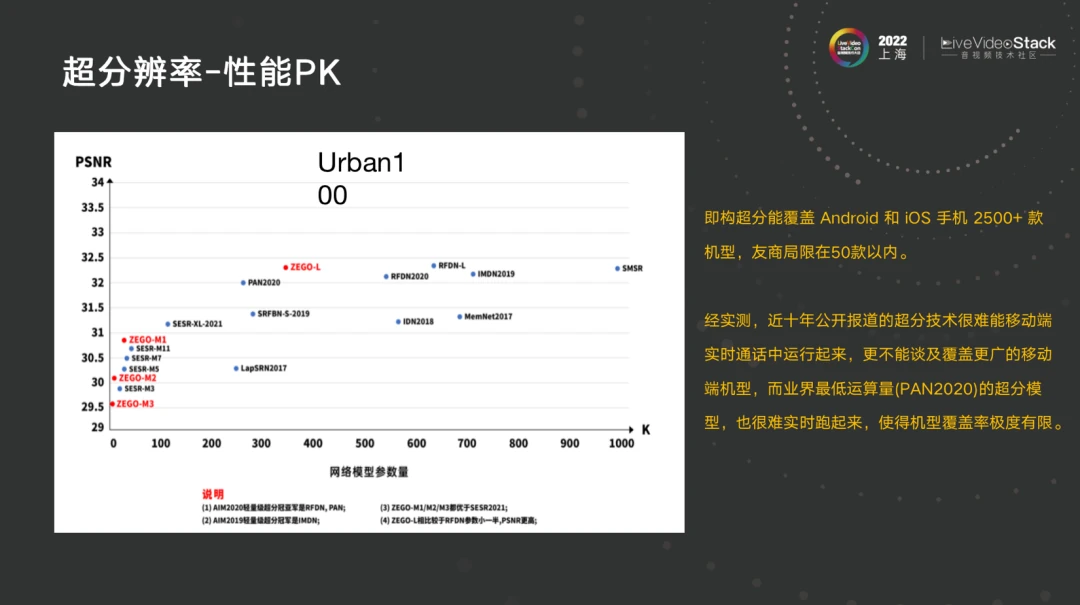 超分辨率-性能PK
2022
上海
LiveVideoStack
音视频技术社区
Urban1
00
PSNR
34
33.5
33
32.5
32
31.5
31
30.5
30
29.5
29
ZEGO-L
PAN2020
RFDN-L
RFDN2020
IMDN2019
SMSR
SRFBN-S-2019
SESR-XL-2021
IDN2018
MemNet2017
ZEGO-M1
SESR-M11
SESR-M7
SESR-M5
LapSRN2017
ZEGO-M2
SESR-M3
ZEGO-M3
0 100 200 300 400 500 600 700 800 900 1000 K
网络模型参数量
说明
(1) AIM2020轻量级超分冠亚军是RFDN, PAN;
(2) AIM2019轻量级超分冠军是IMDN;
(3) ZEGO-M1/M2/M3都优于SESR2021;
(4) ZEGO-L相比较于RFDN参数小一半,PSNR更高;
即构超分能覆盖 Android 和 iOS 手机 2500+ 款
机型，友商局限在50款以内。
经实测，近十年公开报道的超分技术很难能移动端
实时通话中运行起来，更不能谈及覆盖更广的移动
端机型，而业界最低运算量(PAN2020)的超分模
型，也很难实时跑起来，使得机型覆盖率极度有限。